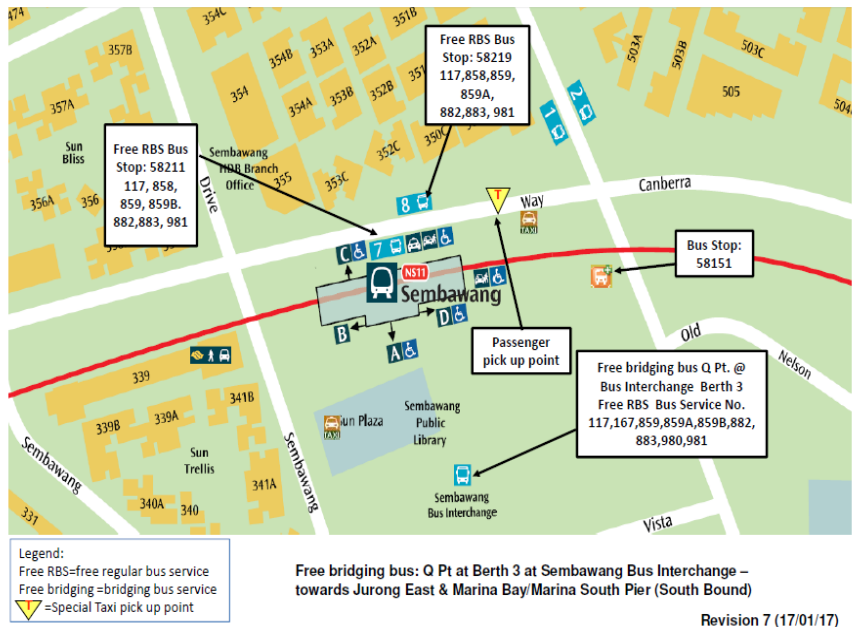 474
357B
357A
Sun
Bliss
356A
356
354C
354B
354
354A
353A
353B
353C
352A
352B
352C
351B
351
350C
355
503A
503B
503C
505
504
Free RBS Bus
Stop: 58219
117,858,859,
859A,
882,883, 981
Free RBS Bus
Stop: 58211
117, 858,
859, 859B.
882,883, 981
Sembawang
HDB Branch
Office
Drive
8
1
2
T
Way
Canberra
TAXI
C
7
NS11
Sembawang
B
A
D
Bus Stop:
58151
Passenger
pick up point
Old
Nelson
Free bridging bus Q Pt. @
Bus Interchange Berth 3
Free RBS Bus Service No.
117,167,859,859A,859B,882,
883,980,981
339
339B
339A
341B
Sun
Trellis
341A
340A
340
331
Sembawang
Sembawang
TAXI
Sun Plaza
Sembawang
Public
Library
Sembawang
Bus Interchange
Vista
Legend:
Free RBS=free regular bus service
Free bridging =bridging bus service
T =Special Taxi pick up point
Free bridging bus: Q Pt at Berth 3 at Sembawang Bus Interchange –
towards Jurong East & Marina Bay/Marina South Pier (South Bound)
Revision 7 (17/01/17)